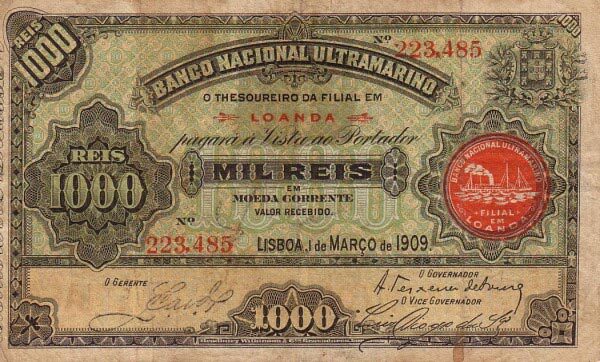 REIS
1000
1000
Nº 223,485
BANCO NACIONAL ULTRAMARINO
O THESOUREIRO DA FILIAL EM
LOANDA
pagará á Vista ao Portador
REIS
1000
MIL REIS
EM
MOEDA CORRENTE
VALOR RECEBIDO.
BANCO NACIONAL ULTRAMARINO
FILIAL
EM
LOANDA
Nº
223,485
LISBOA, 1 de MARÇO de 1909.
O GERENTE
O GOVERNADOR
O VICE GOVERNADOR
1000